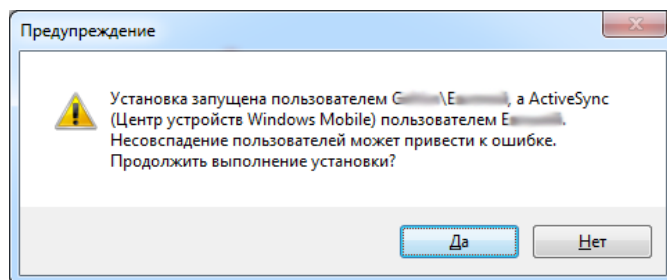 Предупреждение
Установка запущена пользователем G\E, а ActiveSync
(Центр устройств Windows Mobile) пользователем E.
Несовспадение пользователей может привести к ошибке.
Продолжить выполнение установки?
Да
Нет